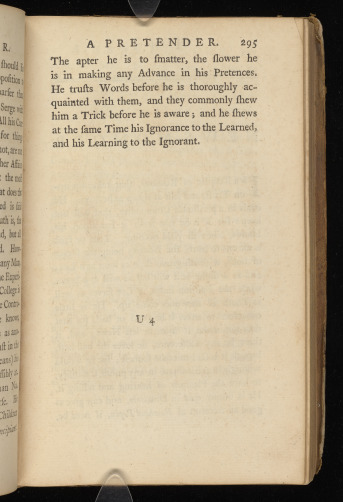 A PRETENDER. 295
The apter he is to ſmatter, the ſlower he
is in making any Advance in his Pretences.
He truſts Words before he is thoroughly ac-
quainted with them, and they commonly ſhew
him a Trick before he is aware; and he ſhews
at the ſame Time his Ignorance to the Learned,
and his Learning to the Ignorant.
U 4